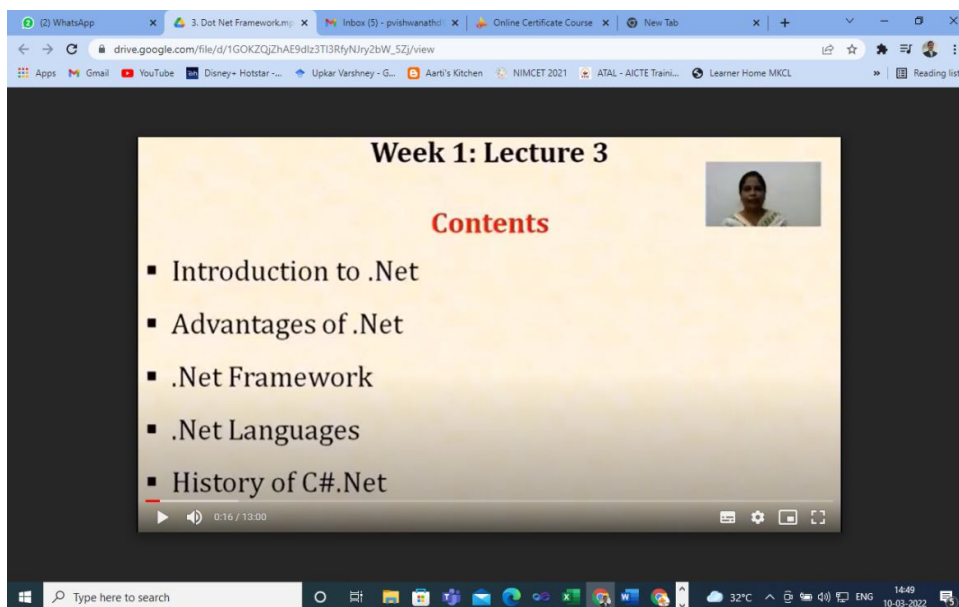 (2) WhatsApp
3. Dot Net Framework.mp
Inbox (5) - pvishwanathd
Online Certificate Course
New Tab
drive.google.com/file/d/1GOKZQjZhAE9dlz3Tl3RfyNJry2bW_5Zj/view
Apps Gmail YouTube Disney+ Hotstar -... Upkar Varshney - G... Aarti's Kitchen NIMCET 2021 ATAL - AICTE Traini... Learner Home MKCL » Reading list
Week 1: Lecture 3
Contents
▪ Introduction to .Net
▪ Advantages of .Net
▪ .Net Framework
▪ .Net Languages
▪ History of C#.Net
0:16 / 13:00
Type here to search
32°C
ENG
14:49
10-03-2022